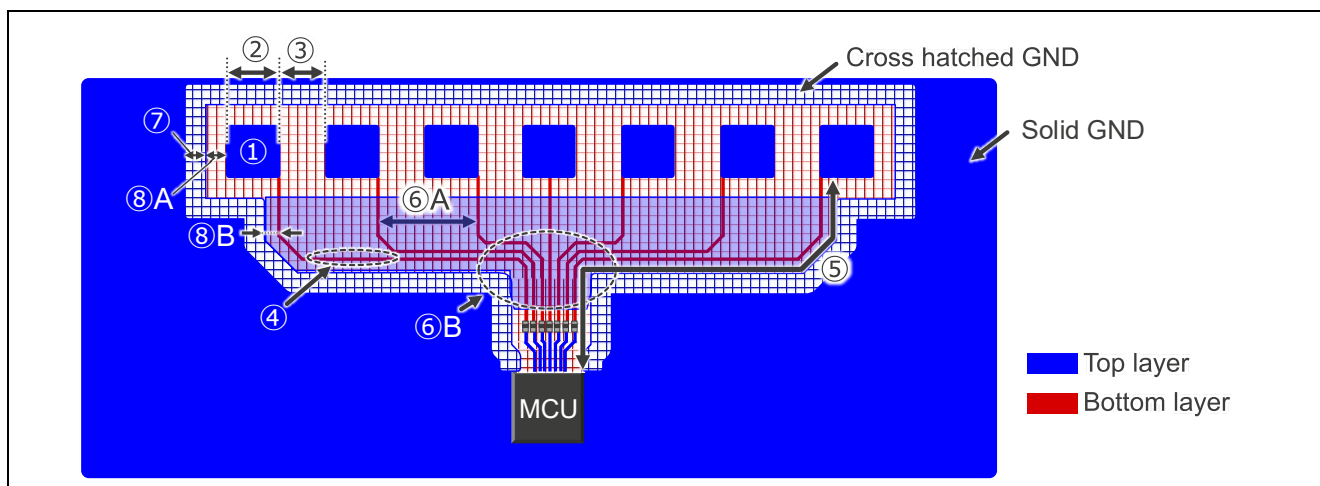 ② ③
Cross hatched GND
⑦
①
Solid GND
⑧A
⑥A
⑧B
⑤
④
⑥B
Top layer
MCU
Bottom layer